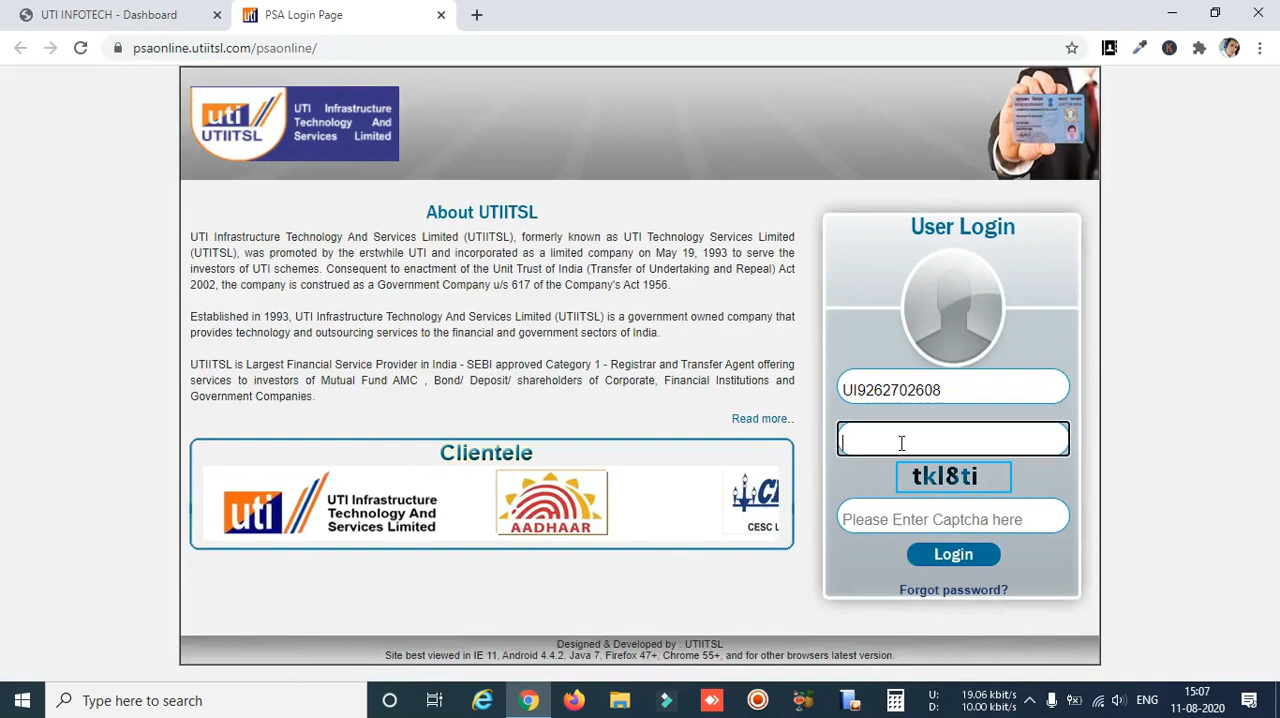 UTI INFOTECH - Dashboard
PSA Login Page
psaonline.utiitsl.com/psaonline/
K
uti
UTIITSL
UTI Infrastructure
Technology And
Services Limited
About UTIITSL
UTI Infrastructure Technology And Services Limited (UTIITSL), formerly known as UTI Technology Services Limited
(UTITSL), was promoted by the erstwhile UTI and incorporated as a limited company on May 19, 1993 to serve the
investors of UTI schemes. Consequent to enactment of the Unit Trust of India (Transfer of Undertaking and Repeal) Act
2002, the company is construed as a Government Company u/s 617 of the Company's Act 1956.
Established in 1993, UTI Infrastructure Technology And Services Limited (UTIITSL) is a government owned company that
provides technology and outsourcing services to the financial and government sectors of India.
UTIITSL is Largest Financial Service Provider in India - SEBI approved Category 1 - Registrar and Transfer Agent offering
services to investors of Mutual Fund AMC , Bond/ Deposit/ shareholders of Corporate, Financial Institutions and
Government Companies.
Read more..
Clientele
uti
UTI Infrastructure
Technology And
Services Limited
AADHAAR
CESC L
User Login
UI9262702608
tkl8ti
Please Enter Captcha here
Login
Forgot password?
Designed & Developed by : UTIITSL
Site best viewed in IE 11, Android 4.4.2, Java 7, Firefox 47+, Chrome 55+, and for other browsers latest version.
Type here to search
U: 19.06 kbit/s
D: 10.00 kbit/s
ENG
15:07
11-08-2020